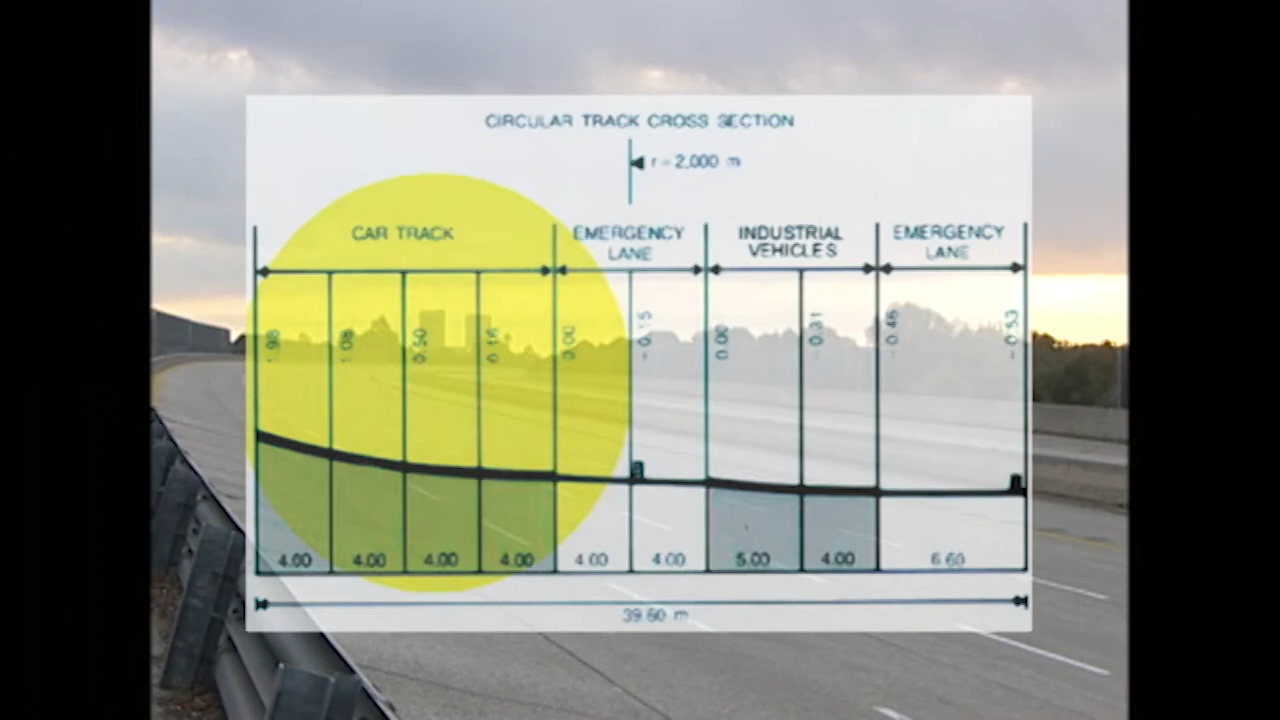 CIRCULAR TRACK CROSS SECTION
r = 2,000 m
CAR TRACK
EMERGENCY
LANE
INDUSTRIAL
VEHICLES
EMERGENCY
LANE
1.98 1.08 0.50 0.16 0.00 - 0.15 0.00 - 0.31 - 0.46 - 0.53
4.00 4.00 4.00 4.00 4.00 4.00 5.00 4.00 6.60
39.60 m